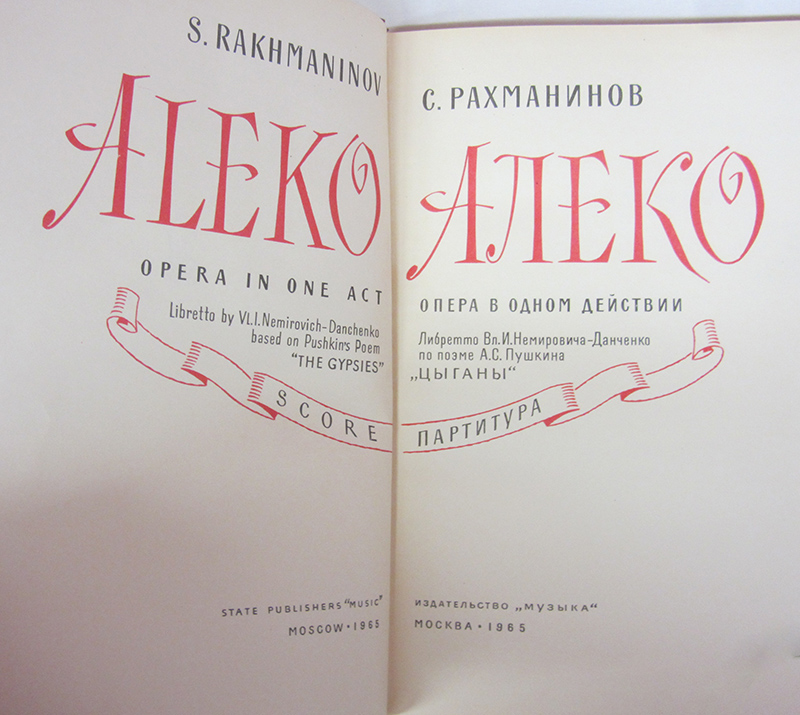 S. RAKHMANINOV
ALEKO
OPERA IN ONE ACT
Libretto by Vl.I.Nemirovich-Danchenko
based on Pushkin's Poem
"THE GYPSIES"
SCORE
STATE PUBLISHERS "MUSIC"
MOSCOW • 1965
С. РАХМАНИНОВ
АЛЕКО
ОПЕРА В ОДНОМ ДЕЙСТВИИ
Либретто Вл.И.Немировича-Данченко
по поэме А.С.Пушкина
„ЦЫГАНЫ“
ПАРТИТУРА
ИЗДАТЕЛЬСТВО „МУЗЫКА“
МОСКВА • 1965